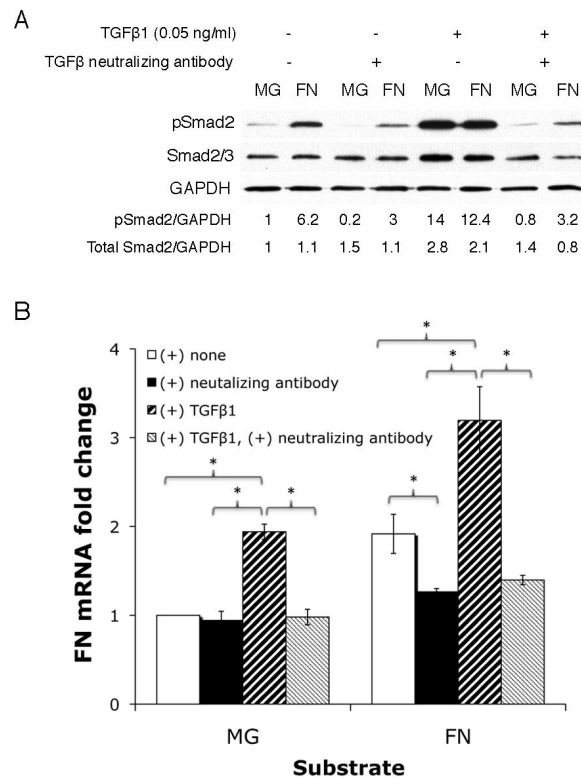 A
TGFβ1 (0.05 ng/ml) - - + +
TGFβ neutralizing antibody - + - +
MG FN MG FN MG FN MG FN
pSmad2
Smad2/3
GAPDH
pSmad2/GAPDH 1 6.2 0.2 3 14 12.4 0.8 3.2
Total Smad2/GAPDH 1 1.1 1.5 1.1 2.8 2.1 1.4 0.8
B
FN mRNA fold change
4
3
2
1
0
(+) none
(+) neutalizing antibody
(+) TGFβ1
(+) TGFβ1, (+) neutralizing antibody
* * *
* * * *
MG FN
Substrate